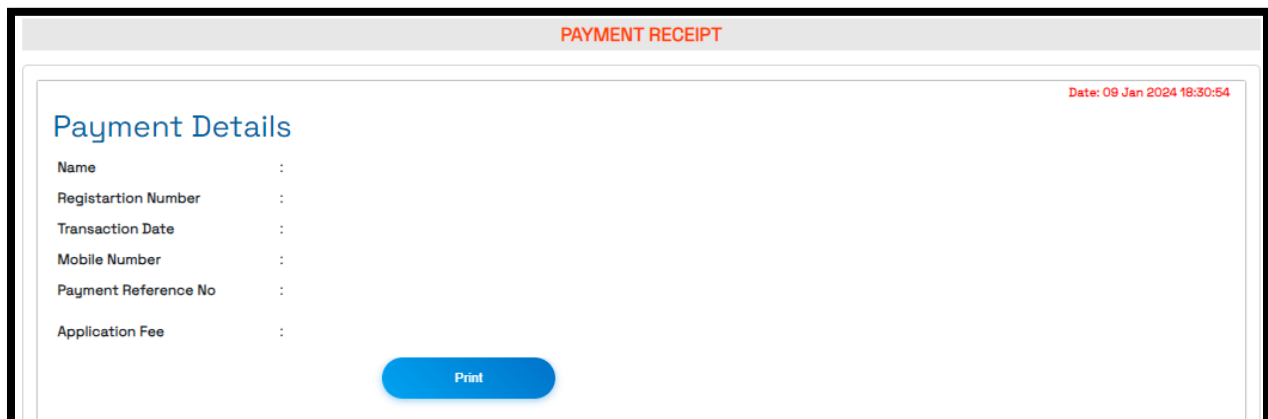 PAYMENT RECEIPT
Date: 09 Jan 2024 18:30:54
Payment Details
Name :
Registartion Number :
Transaction Date :
Mobile Number :
Payment Reference No :
Application Fee :
Print